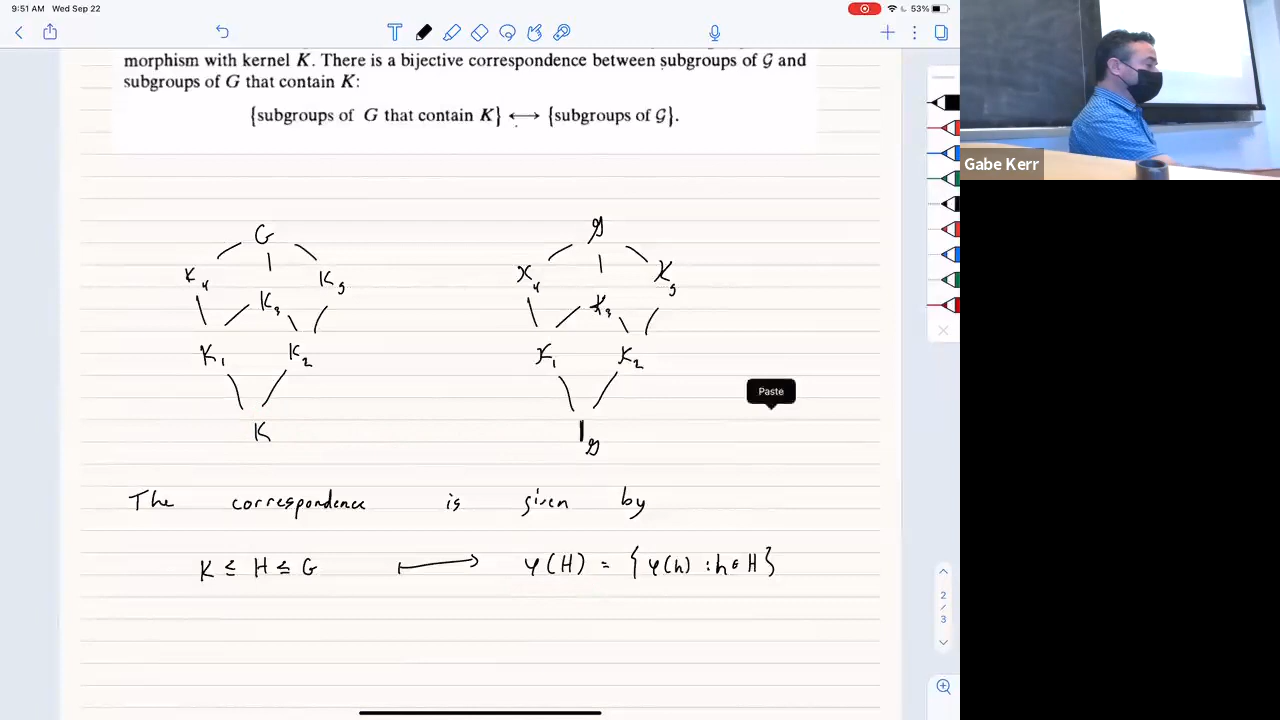 9:51 AM Wed Sep 22
53%
morphism with kernel K. There is a bijective correspondence between subgroups of 𝒢 and
subgroups of G that contain K:
{subgroups of G that contain K} ⟷ {subgroups of 𝒢}.
Gabe Kerr
G
K₄ K₅
K₃
K₁ K₂
K
𝒢
𝒦₄ 𝒦₅
𝒦₃
𝒦₁ 𝒦₂
1𝒢
Paste
The correspondence is given by
K ≤ H ≤ G ⟼ φ(H) = {φ(h) : h ∈ H}
2
/
3